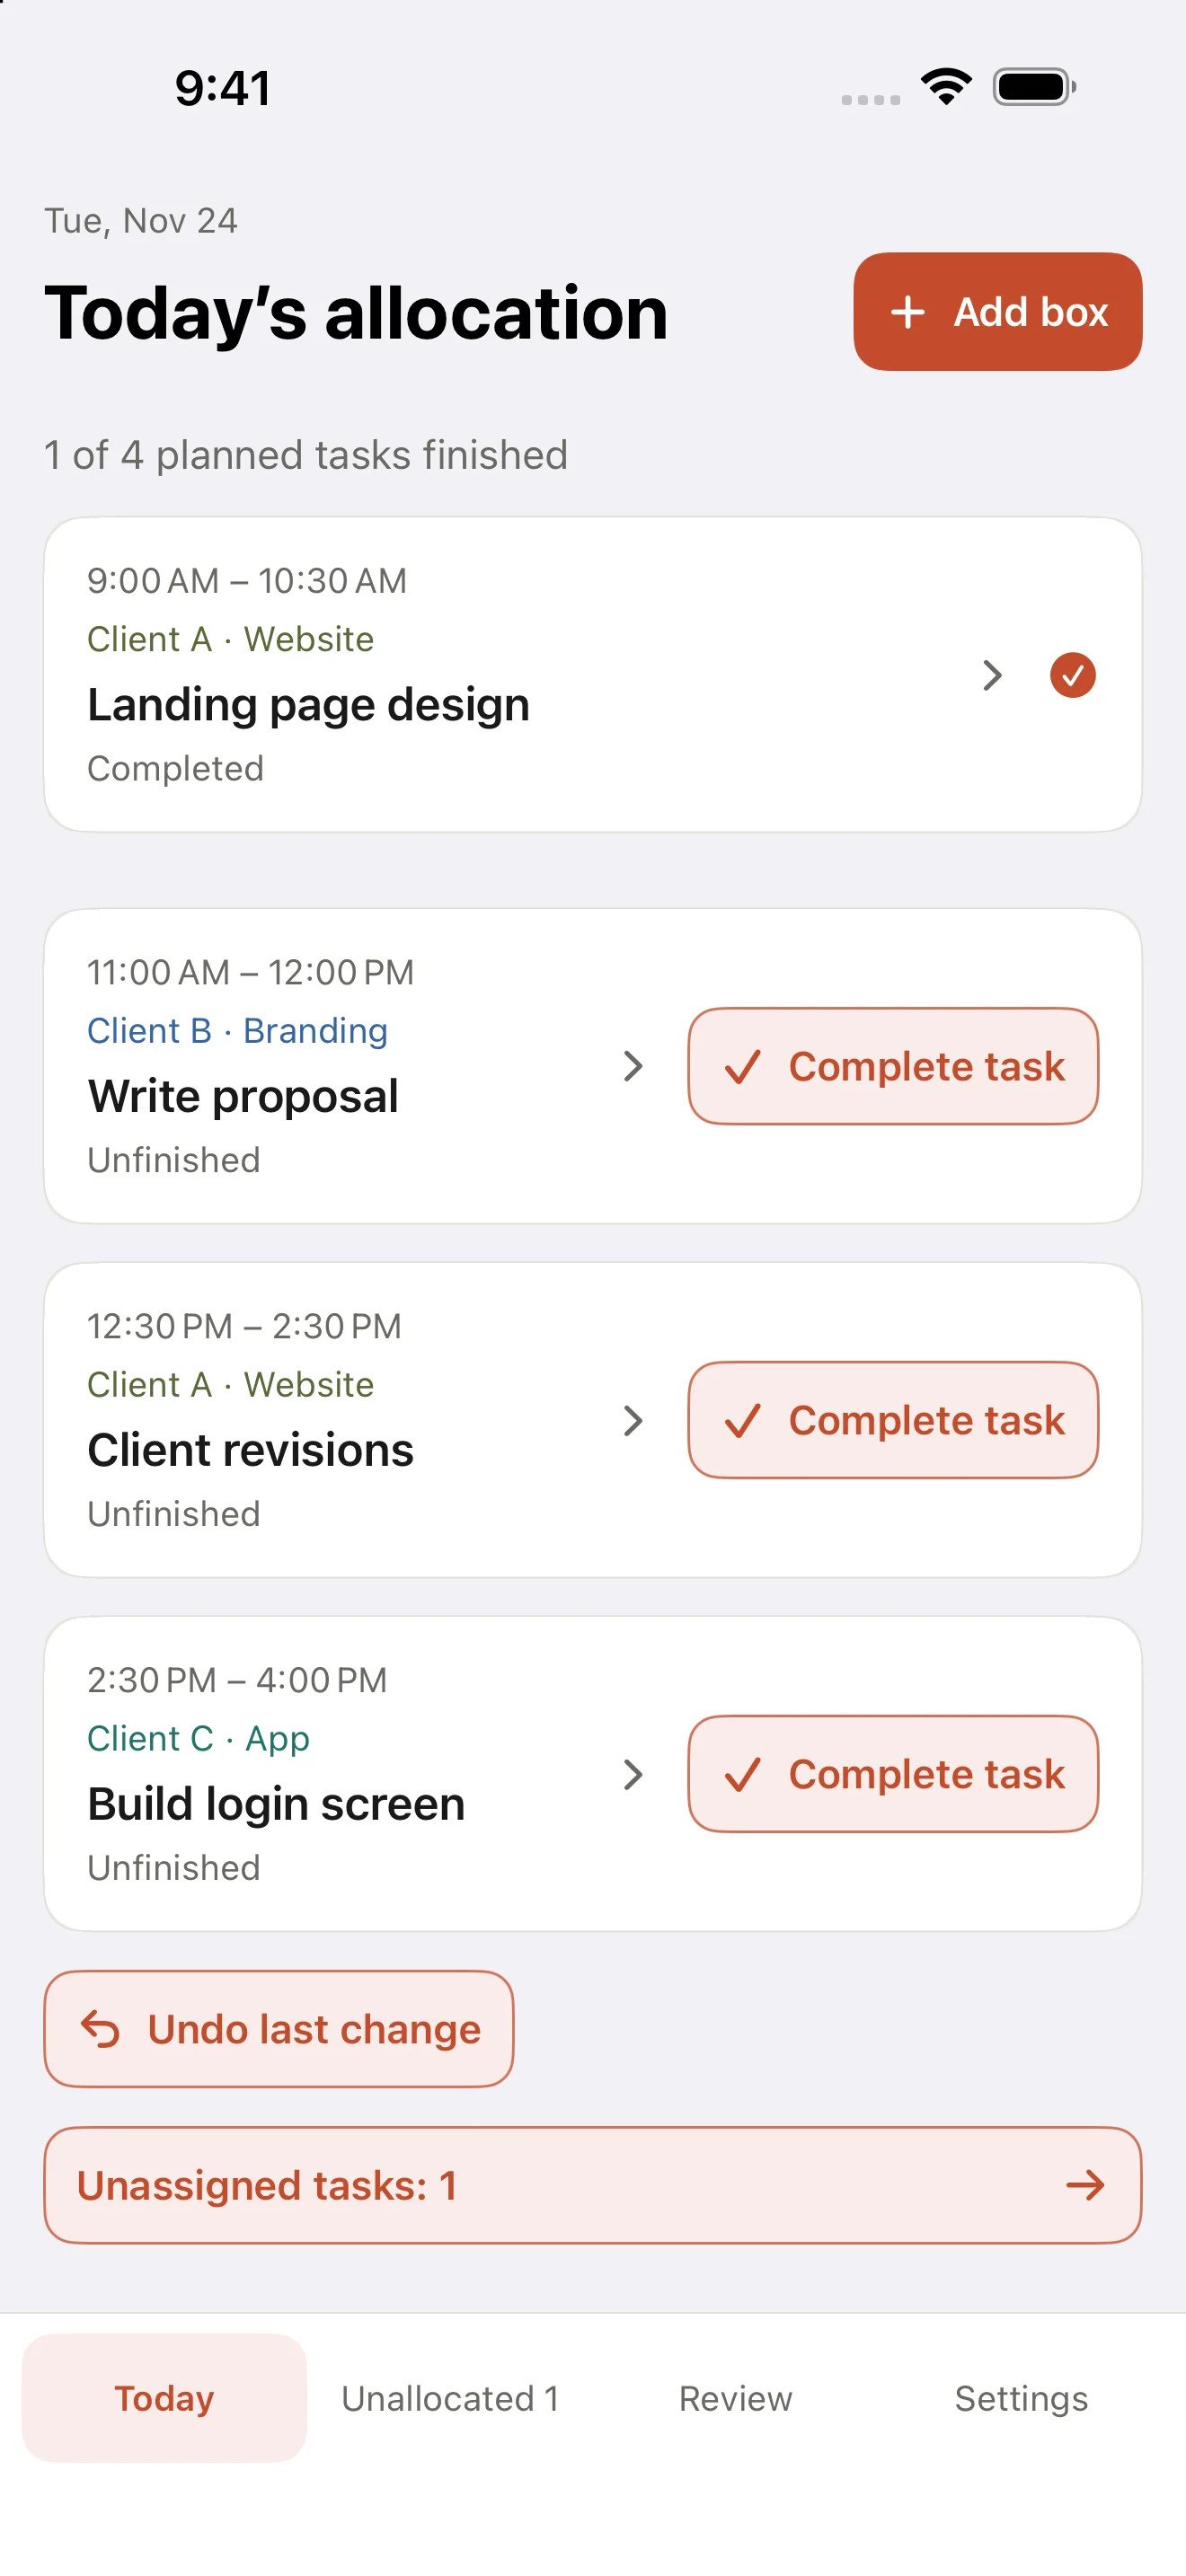 9:41
Tue, Nov 24
Today’s allocation
Add box
1 of 4 planned tasks finished
9:00 AM – 10:30 AM
Client A · Website
Landing page design
Completed
11:00 AM – 12:00 PM
Client B · Branding
Write proposal
Unfinished
Complete task
12:30 PM – 2:30 PM
Client A · Website
Client revisions
Unfinished
Complete task
2:30 PM – 4:00 PM
Client C · App
Build login screen
Unfinished
Complete task
Undo last change
Unassigned tasks: 1
Today
Unallocated 1
Review
Settings